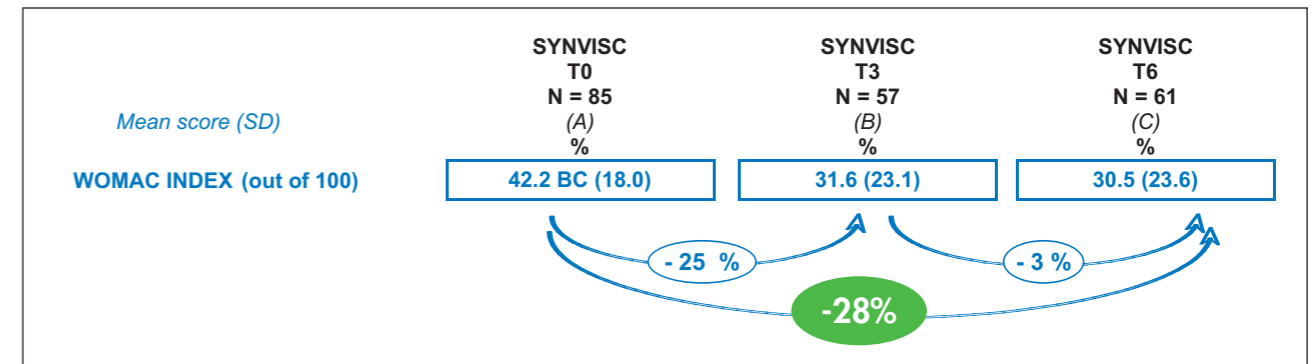 SYNVISC SYNVISC SYNVISC
T0 T3 T6
N = 85 N = 57 N = 61
Mean score (SD) (A) (B) (C)
% % %
WOMAC INDEX (out of 100) 42.2 BC (18.0) 31.6 (23.1) 30.5 (23.6)
- 25 % - 3 %
-28%